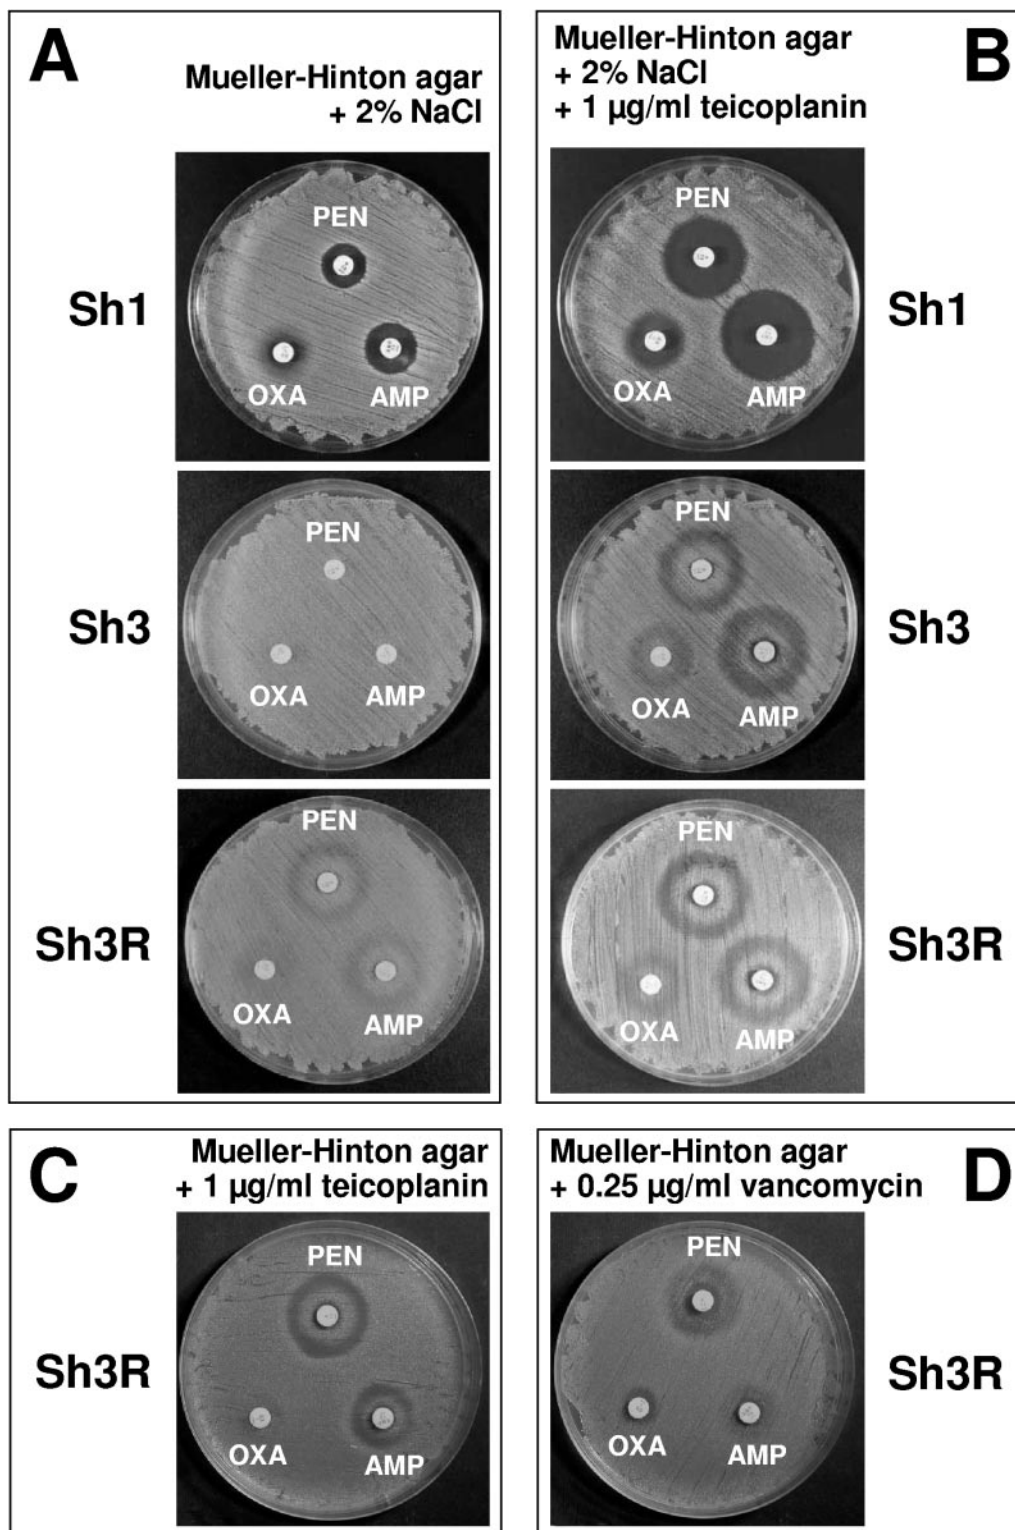 A
Mueller-Hinton agar
+ 2% NaCl
Sh1
PEN
OXA
AMP
Sh3
PEN
OXA
AMP
Sh3R
PEN
OXA
AMP
B
Mueller-Hinton agar
+ 2% NaCl
+ 1 µg/ml teicoplanin
PEN
OXA
AMP
Sh1
PEN
OXA
AMP
Sh3
PEN
OXA
AMP
Sh3R
C
Mueller-Hinton agar
+ 1 µg/ml teicoplanin
Sh3R
PEN
OXA
AMP
D
Mueller-Hinton agar
+ 0.25 µg/ml vancomycin
PEN
OXA
AMP
Sh3R